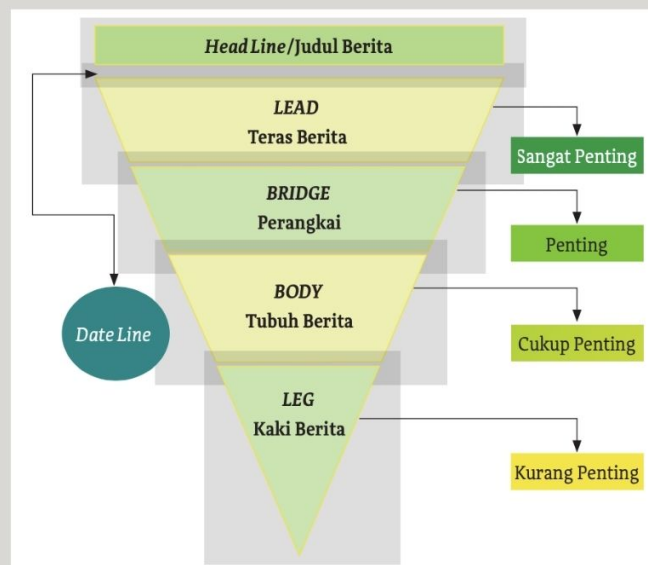 Head Line/Judul Berita
LEAD
Teras Berita
Sangat Penting
BRIDGE
Perangkai
Penting
BODY
Tubuh Berita
Date Line
Cukup Penting
LEG
Kaki Berita
Kurang Penting